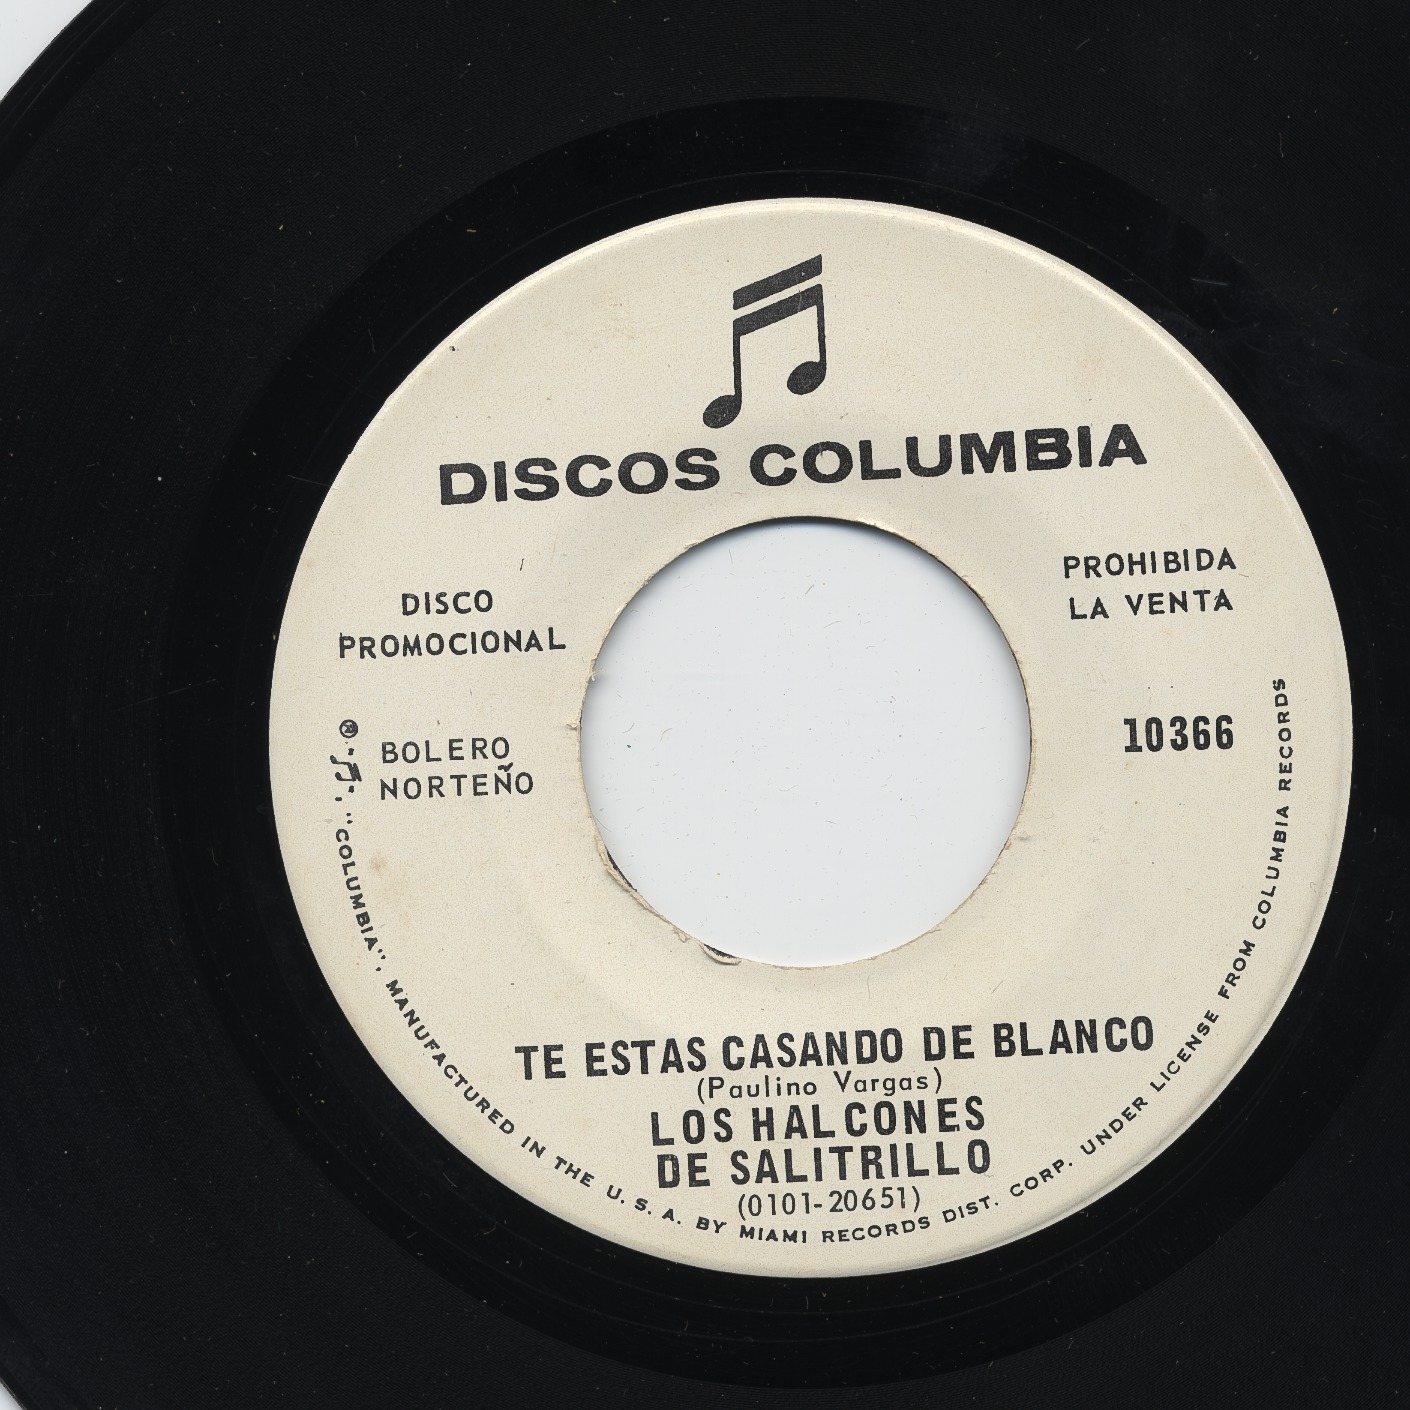 DISCOS COLUMBIA
DISCO
PROMOCIONAL
PROHIBIDA
LA VENTA
BOLERO
NORTEÑO
10366
TE ESTAS CASANDO DE BLANCO
(Paulino Vargas)
LOS HALCONES
DE SALITRILLO
(0101-20651)
® "♫", "COLUMBIA", MANUFACTURED IN THE U. S. A. BY MIAMI RECORDS DIST. CORP. UNDER LICENSE FROM COLUMBIA RECORDS